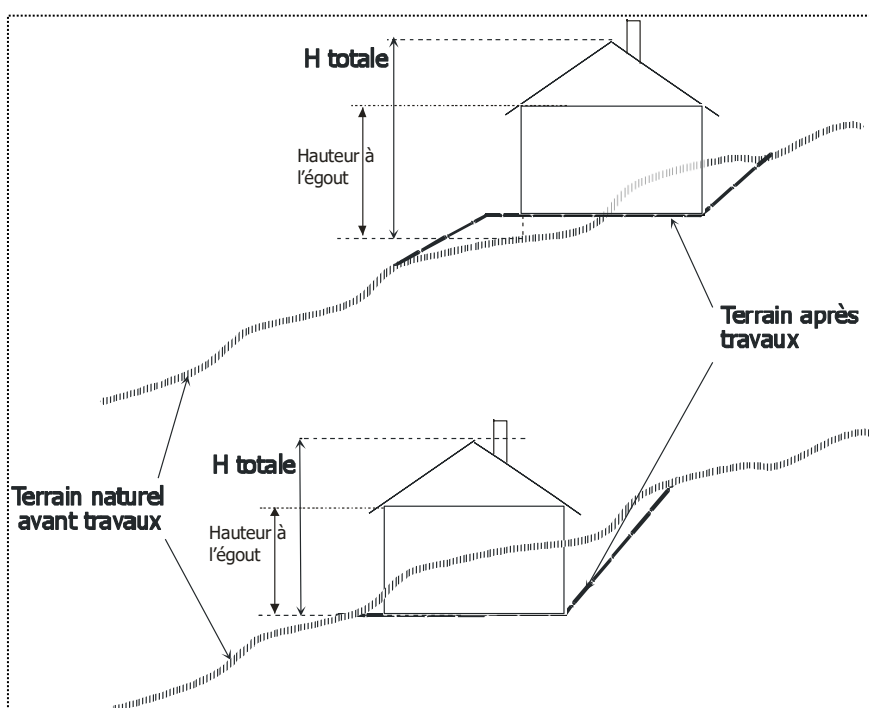 H totale
Hauteur à
l’égout
Terrain après
travaux
H totale
Terrain naturel
avant travaux
Hauteur à
l’égout